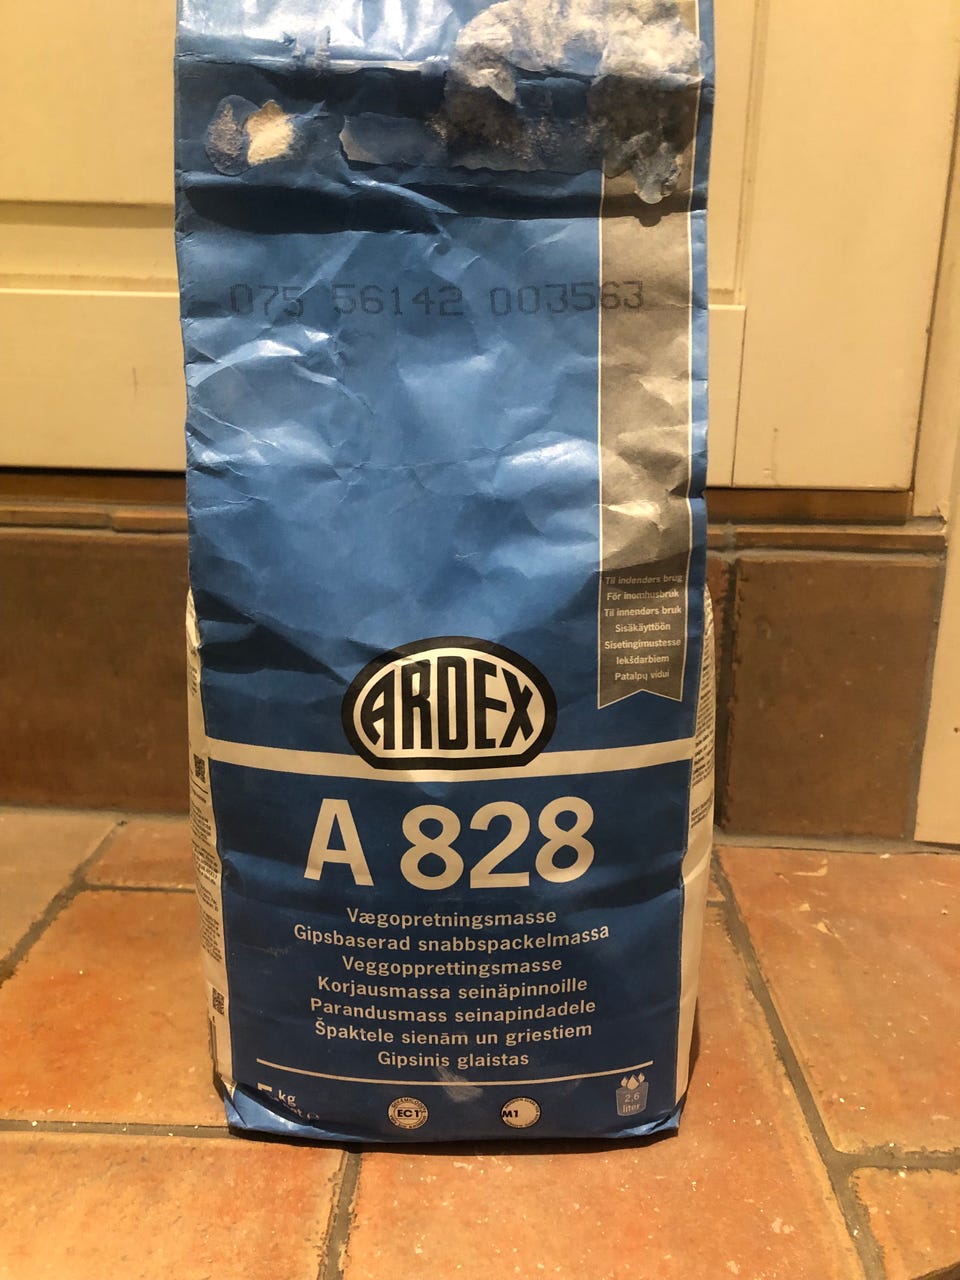 075 56142 003563
Til indendørs brug
För inomhusbruk
Til innendørs bruk
Sisäkäyttöön
Sisetingimustesse
Iekšdarbiem
Patalpų vidui
ARDEX
A 828
Vægopretningsmasse
Gipsbaserad snabbspackelmassa
Veggopprettingsmasse
Korjausmassa seinäpinnoille
Parandusmass seinapindadele
Špaktele sienām un griestiem
Gipsinis glaistas
kg
EC1
M1
2,6
liter